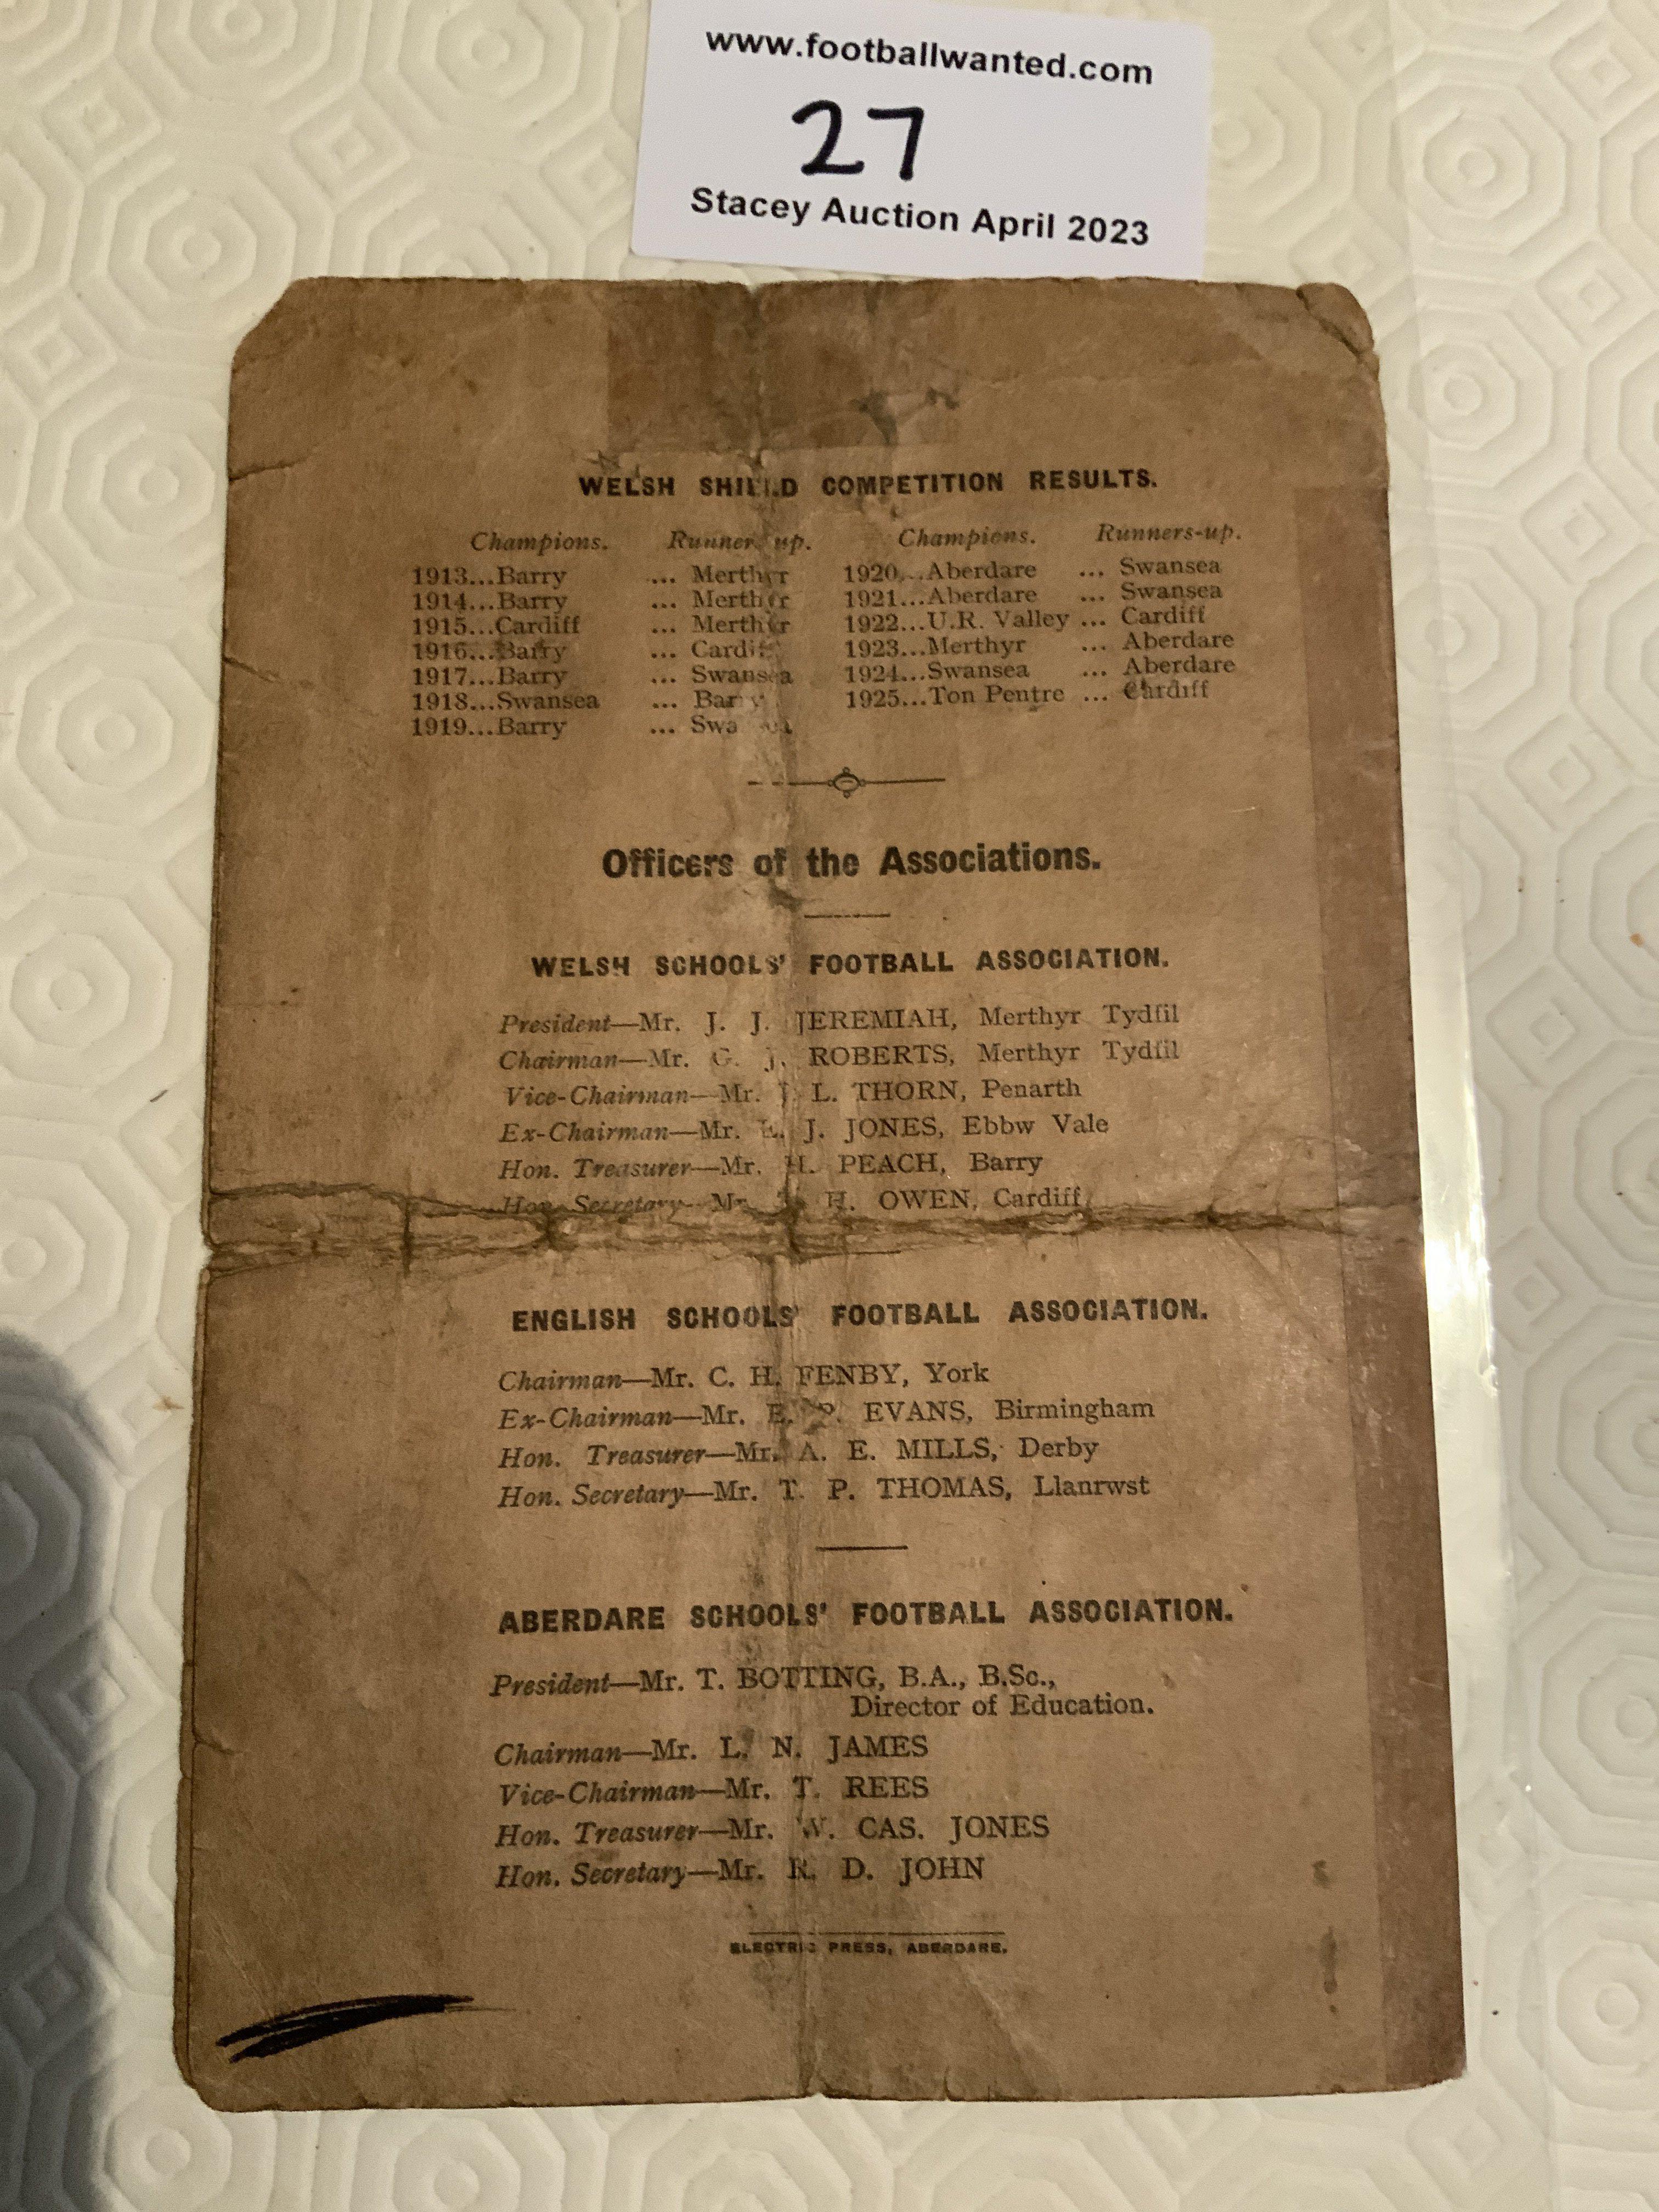 www.footballwanted.com
27
Stacey Auction April 2023
WELSH SHIELD COMPETITION RESULTS.
Champions. Runners-up. Champions. Runners-up.
1913...Barry ... Merthyr 1920...Aberdare ... Swansea
1914...Barry ... Merthyr 1921...Aberdare ... Swansea
1915...Cardiff ... Merthyr 1922...U.R. Valley ... Cardiff
1916...Barry ... Cardiff 1923...Merthyr ... Aberdare
1917...Barry ... Swansea 1924...Swansea ... Aberdare
1918...Swansea ... Barry 1925...Ton Pentre ... Cardiff
1919...Barry ... Swansea
Officers of the Associations.
WELSH SCHOOLS' FOOTBALL ASSOCIATION.
President—Mr. J. J. JEREMIAH, Merthyr Tydfil
Chairman—Mr. G. J. ROBERTS, Merthyr Tydfil
Vice-Chairman—Mr. L. THORN, Penarth
Ex-Chairman—Mr. E. J. JONES, Ebbw Vale
Hon. Treasurer—Mr. H. PEACH, Barry
Hon. Secretary—Mr. H. OWEN, Cardiff
ENGLISH SCHOOLS' FOOTBALL ASSOCIATION.
Chairman—Mr. C. H. FENBY, York
Ex-Chairman—Mr. E. P. EVANS, Birmingham
Hon. Treasurer—Mr. A. E. MILLS, Derby
Hon. Secretary—Mr. T. P. THOMAS, Llanrwst
ABERDARE SCHOOLS' FOOTBALL ASSOCIATION.
President—Mr. T. BOTTING, B.A., B.Sc.,
Director of Education.
Chairman—Mr. L. N. JAMES
Vice-Chairman—Mr. T. REES
Hon. Treasurer—Mr. W. CAS. JONES
Hon. Secretary—Mr. R. D. JOHN
ELECTRIC PRESS, ABERDARE.